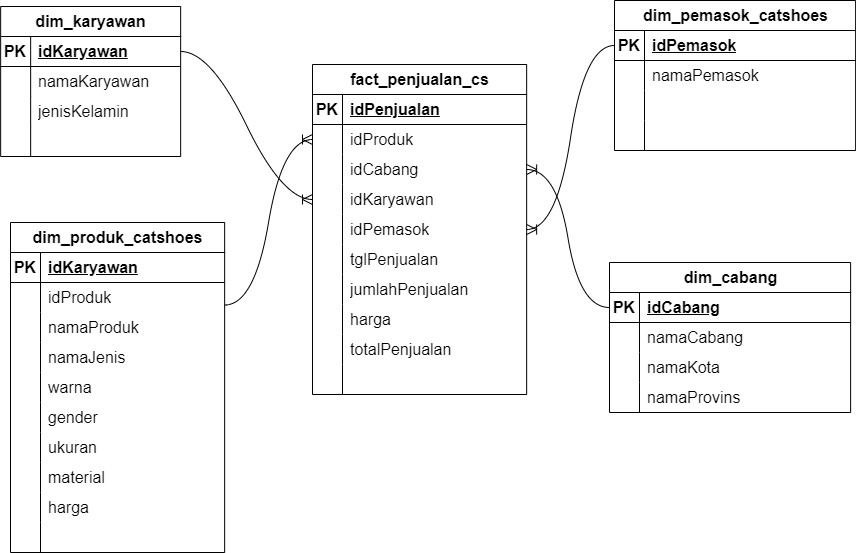 dim_karyawan
PK idKaryawan
namaKaryawan
jenisKelamin
dim_pemasok_catshoes
PK idPemasok
namaPemasok
fact_penjualan_cs
PK idPenjualan
idProduk
idCabang
idKaryawan
idPemasok
tglPenjualan
jumlahPenjualan
harga
totalPenjualan
dim_produk_catshoes
PK idKaryawan
idProduk
namaProduk
namaJenis
warna
gender
ukuran
material
harga
dim_cabang
PK idCabang
namaCabang
namaKota
namaProvins